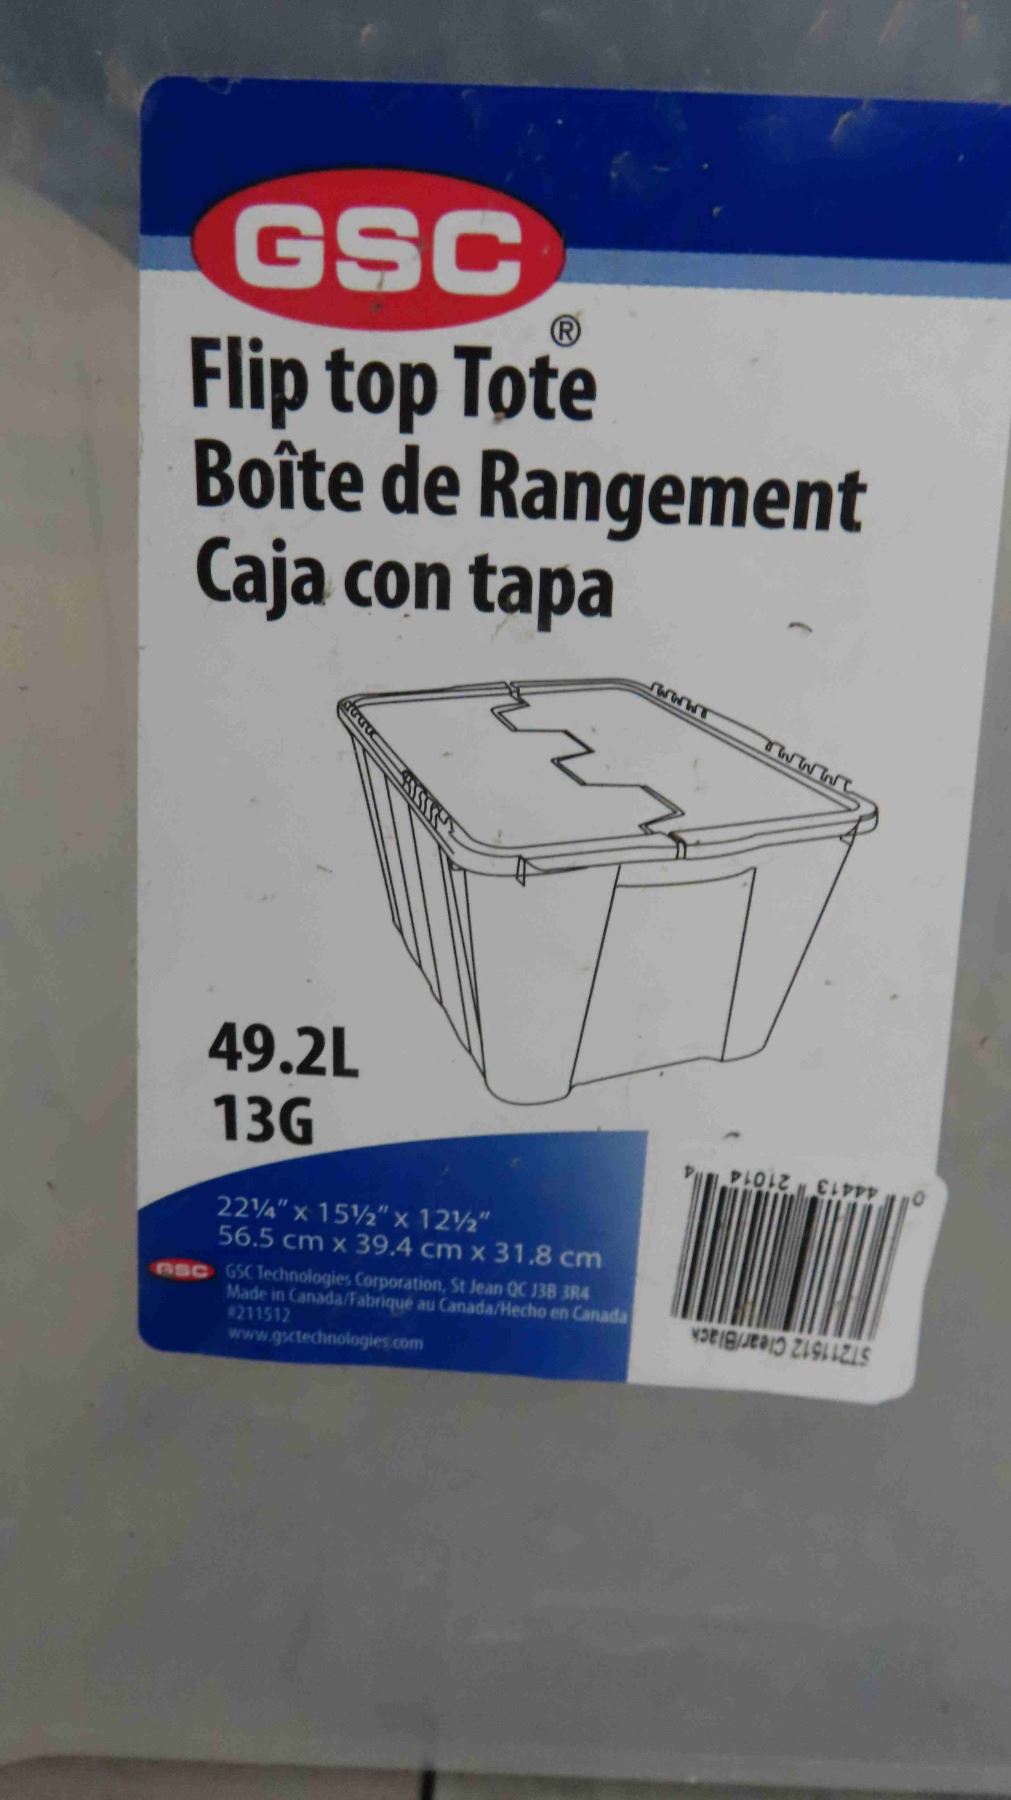 GSC
®
Flip top Tote
Boîte de Rangement
Caja con tapa
49.2L
13G
22¼" x 15½" x 12½"
56.5 cm x 39.4 cm x 31.8 cm
GSC
GSC Technologies Corporation, St Jean QC J3B 3R4
Made in Canada/Fabriqué au Canada/Hecho en Canada
#211512
www.gsctechnologies.com
0 44413 21014 4
ST211512 Clear/Black